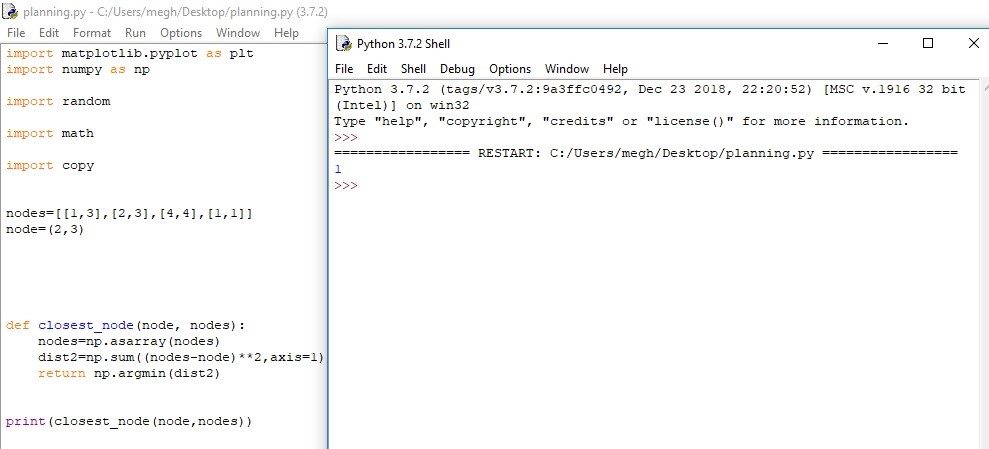 planning.py - C:/Users/megh/Desktop/planning.py (3.7.2)
File Edit Format Run Options Window Help
import matplotlib.pyplot as plt
import numpy as np
import random
import math
import copy
nodes=[[1,3],[2,3],[4,4],[1,1]]
node=(2,3)
def closest_node(node, nodes):
    nodes=np.asarray(nodes)
    dist2=np.sum((nodes-node)**2,axis=1)
    return np.argmin(dist2)
print(closest_node(node,nodes))
Python 3.7.2 Shell
File Edit Shell Debug Options Window Help
Python 3.7.2 (tags/v3.7.2:9a3ffc0492, Dec 23 2018, 22:20:52) [MSC v.1916 32 bit
(Intel)] on win32
Type "help", "copyright", "credits" or "license()" for more information.
>>>
================= RESTART: C:/Users/megh/Desktop/planning.py =================
1
>>>